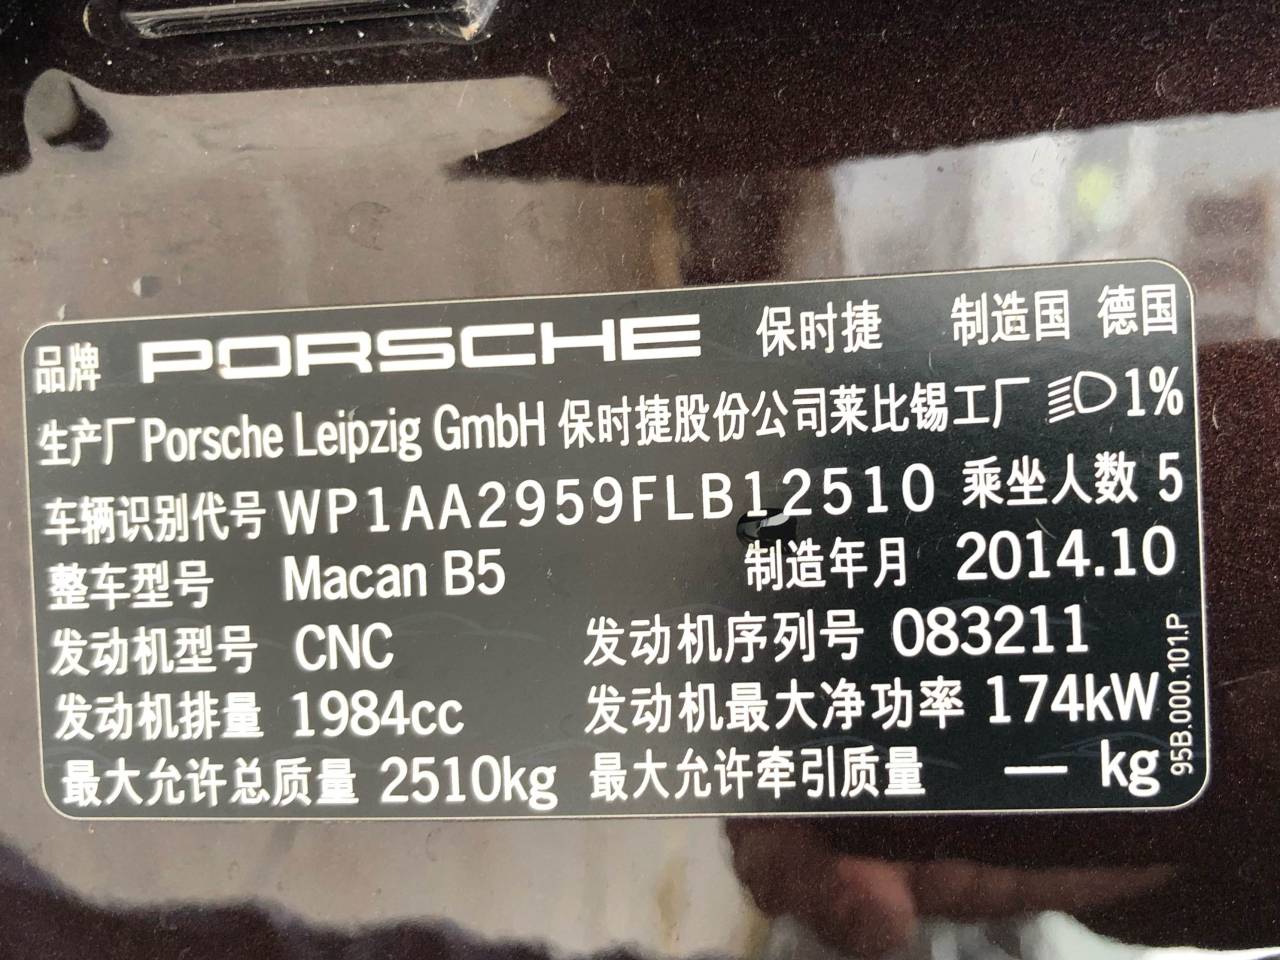 品牌 PORSCHE 保时捷 制造国 德国
生产厂 Porsche Leipzig GmbH 保时捷股份公司莱比锡工厂 1%
车辆识别代号 WP1AA2959FLB12510 乘坐人数 5
整车型号 Macan B5 制造年月 2014.10
发动机型号 CNC 发动机序列号 083211
发动机排量 1984cc 发动机最大净功率 174kW
最大允许总质量 2510kg 最大允许牵引质量 — kg
95B.000.101.P